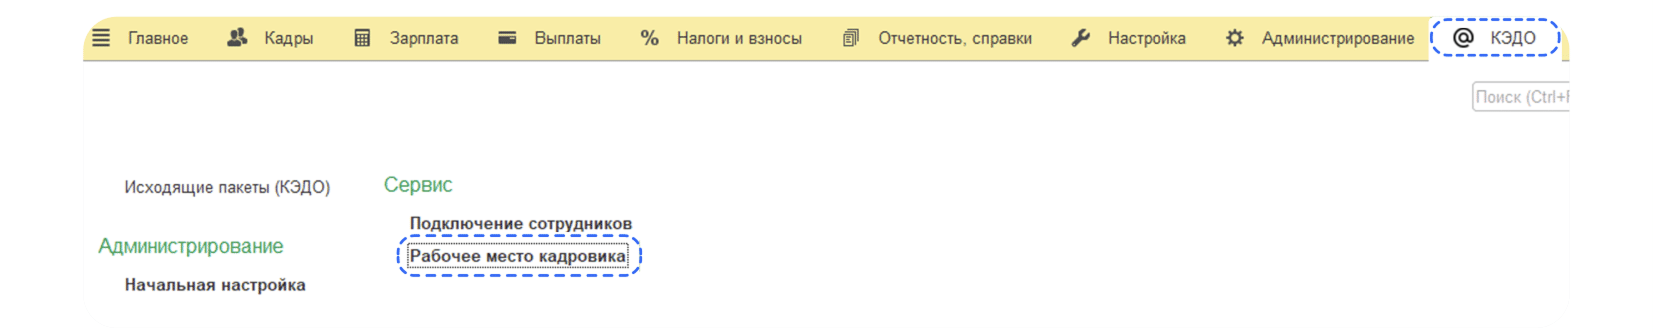 Главное Кадры Зарплата Выплаты % Налоги и взносы Отчетность, справки Настройка Администрирование @ КЭДО
Поиск (Ctrl+F
Исходящие пакеты (КЭДО)
Администрирование
Начальная настройка
Сервис
Подключение сотрудников
Рабочее место кадровика